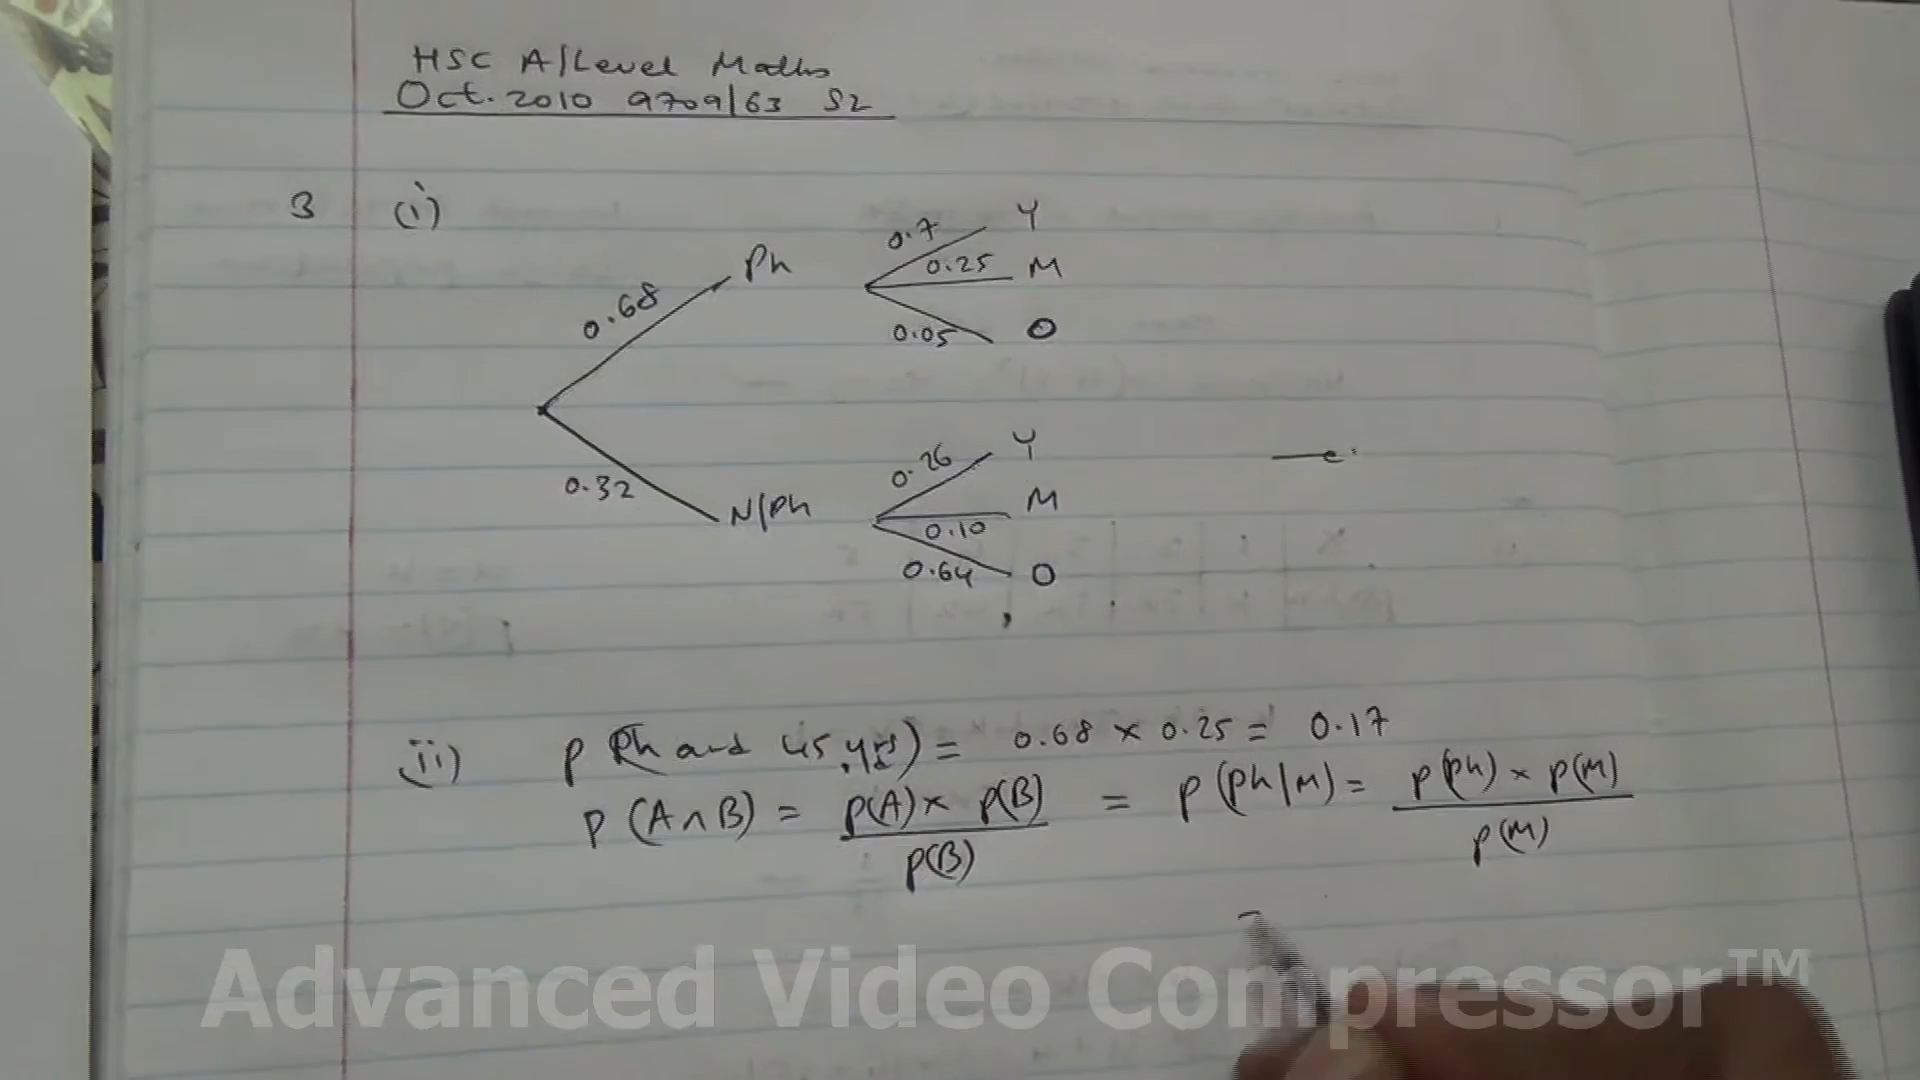 HSC A/Level Maths
Oct. 2010 9709/63 S2
3 (i)
0.68 Ph
0.7 Y
0.25 M
0.05 O
0.32 N/Ph
0.26 Y
0.10 M
0.64 O
(ii) P (Ph and 45 yrs) = 0.68 × 0.25 = 0.17
P (A ∩ B) = P(A) × P(B) / P(B) = P (Ph/M) = P(Ph) × P(M) / P(M)
Advanced Video Compressor™